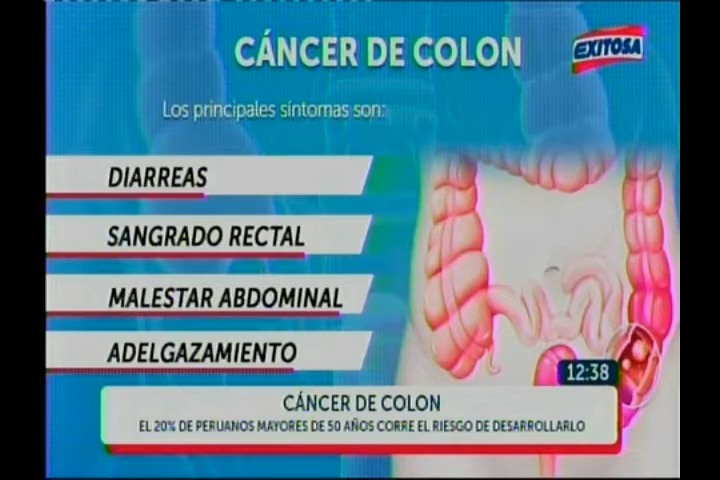 CÁNCER DE COLON
EXITOSA
Los principales síntomas son:
DIARREAS
SANGRADO RECTAL
MALESTAR ABDOMINAL
ADELGAZAMIENTO
12:38
CÁNCER DE COLON
EL 20% DE PERUANOS MAYORES DE 50 AÑOS CORRE EL RIESGO DE DESARROLLARLO